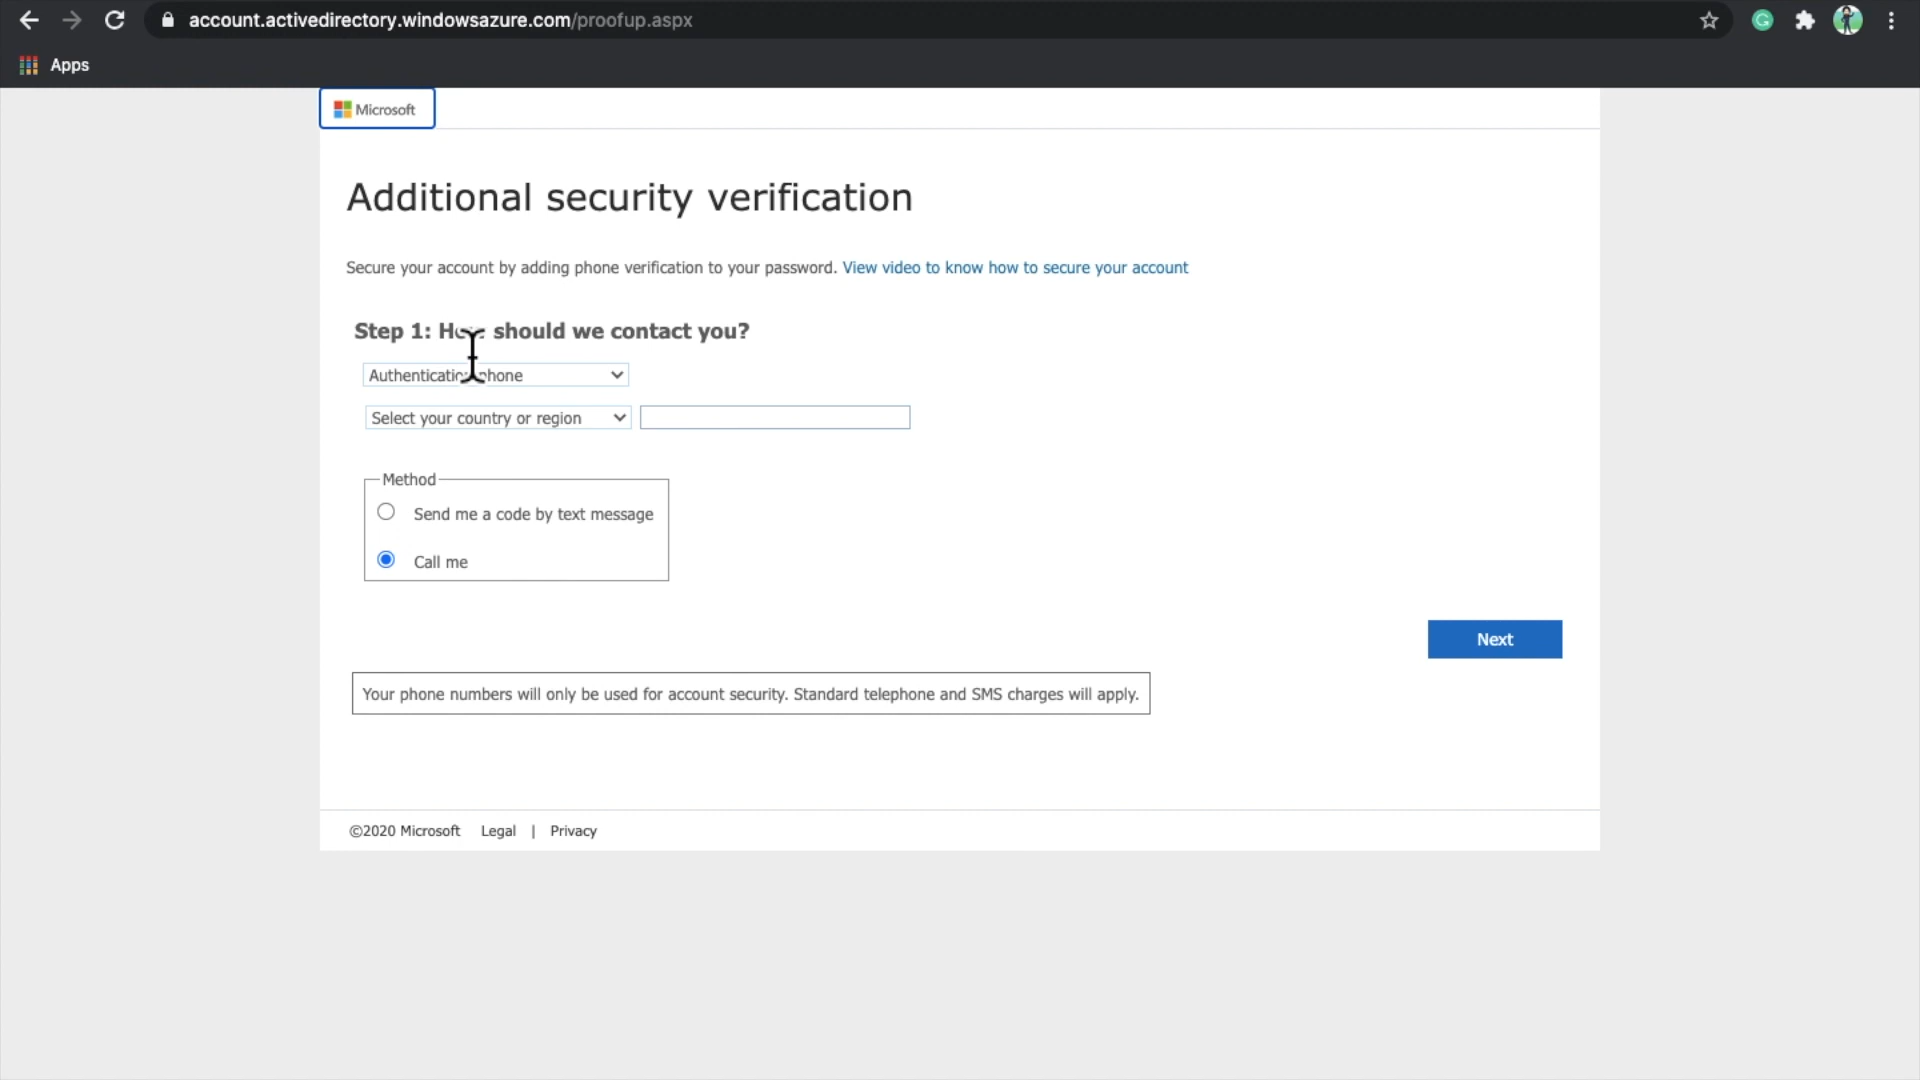 account.activedirectory.windowsazure.com/proofup.aspx
Apps
Microsoft
Additional security verification
Secure your account by adding phone verification to your password. View video to know how to secure your account
Step 1: How should we contact you?
Authentication phone
Select your country or region
Method
Send me a code by text message
Call me
Next
Your phone numbers will only be used for account security. Standard telephone and SMS charges will apply.
©2020 Microsoft Legal | Privacy